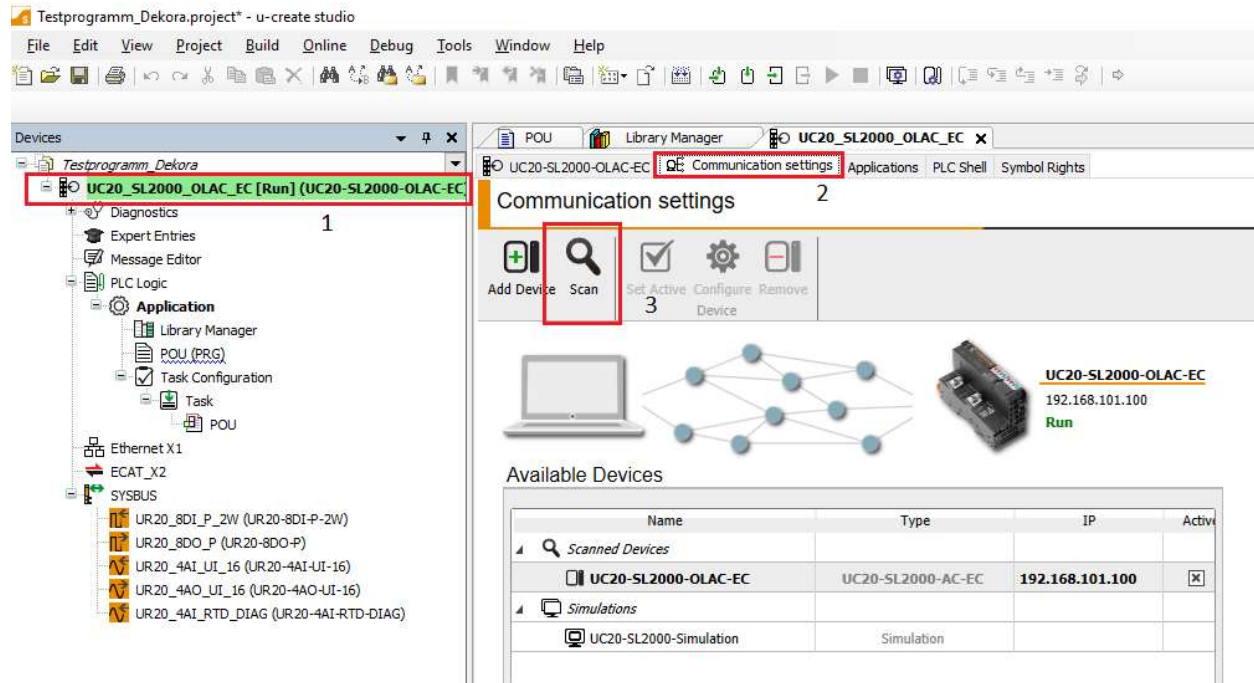 Testprogramm_Dekora.project* - u-create studio
File Edit View Project Build Online Debug Tools Window Help
Devices
Testprogramm_Dekora
UC20_SL2000_OLAC_EC [Run] (UC20-SL2000-OLAC-EC)
1
Diagnostics
Expert Entries
Message Editor
PLC Logic
Application
Library Manager
POU (PRG)
Task Configuration
Task
POU
Ethernet X1
ECAT_X2
SYSBUS
UR20_8DI_P_2W (UR20-8DI-P-2W)
UR20_8DO_P (UR20-8DO-P)
UR20_4AI_UI_16 (UR20-4AI-UI-16)
UR20_4AO_UI_16 (UR20-4AO-UI-16)
UR20_4AI_RTD_DIAG (UR20-4AI-RTD-DIAG)
POU Library Manager UC20_SL2000_OLAC_EC
UC20-SL2000-OLAC-EC Communication settings Applications PLC Shell Symbol Rights
2
Communication settings
Add Device Scan Set Active Configure Remove
3 Device
UC20-SL2000-OLAC-EC
192.168.101.100
Run
Available Devices
Name Type IP Active
Scanned Devices
UC20-SL2000-OLAC-EC UC20-SL2000-AC-EC 192.168.101.100
Simulations
UC20-SL2000-Simulation Simulation